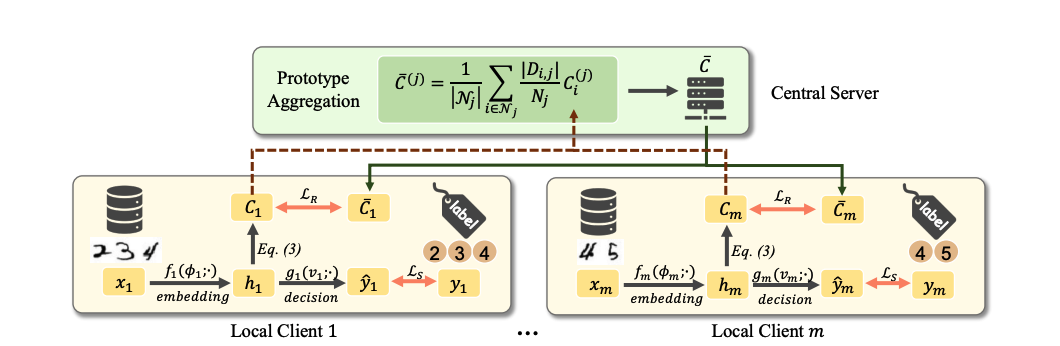 Prototype
Aggregation
C̄^(j) = 1/|𝒩_j| ∑_{i∈𝒩_j} |D_{i,j}|/N_j C_i^(j)
C̄
Central Server
C_1
ℒ_R
C̄_1
label
2 3 4
Eq. (3)
2 3 4
x_1
f_1(ϕ_1;·)
embedding
h_1
g_1(v_1;·)
decision
ŷ_1
ℒ_S
y_1
Local Client 1
...
C_m
ℒ_R
C̄_m
label
4 5
Eq. (3)
4 5
x_m
f_m(ϕ_m;·)
embedding
h_m
g_m(v_m;·)
decision
ŷ_m
ℒ_S
y_m
Local Client m